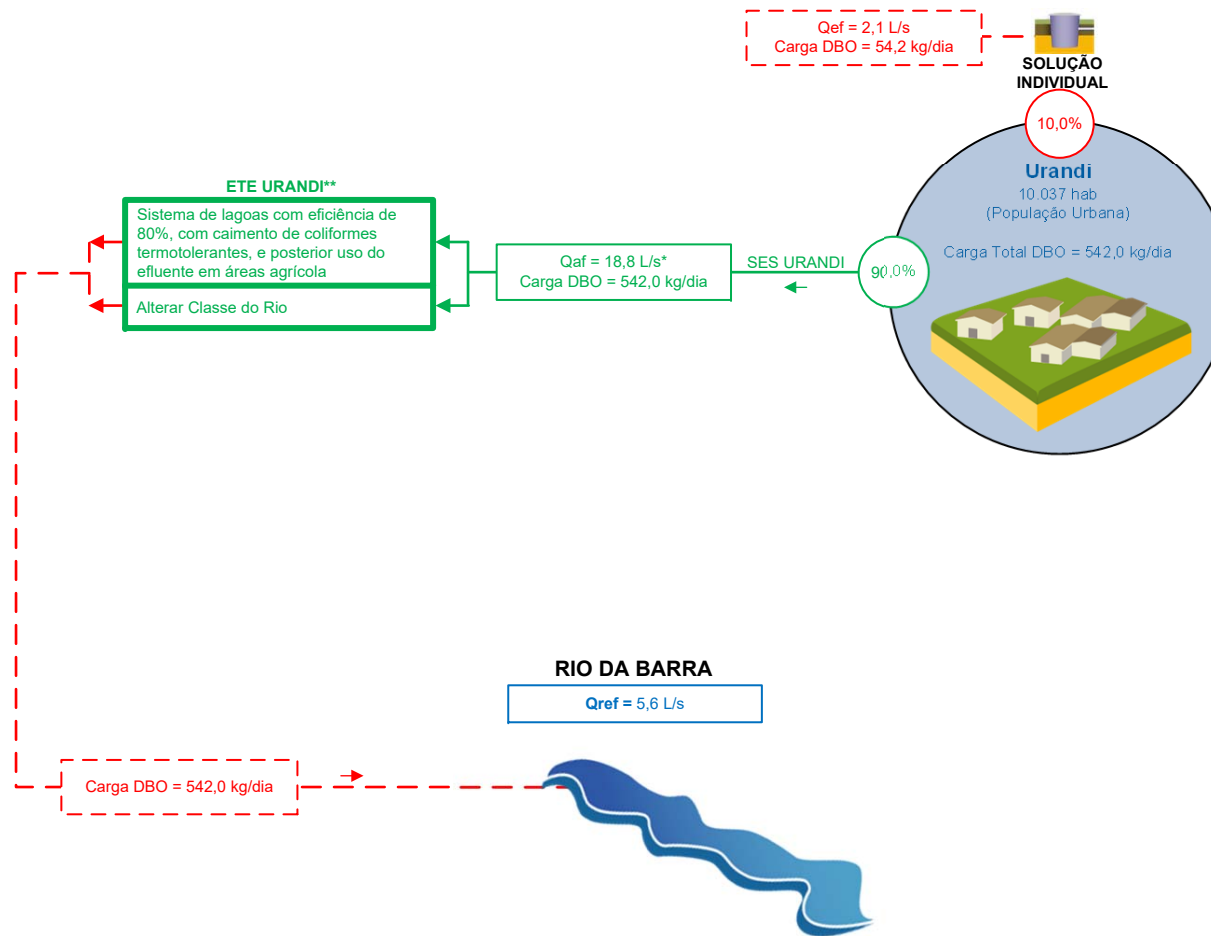 Qef = 2,1 L/s
Carga DBO = 54,2 kg/dia
SOLUÇÃO
INDIVIDUAL
10,0%
Urandi
10.037 hab
(População Urbana)
Carga Total DBO = 542,0 kg/dia
ETE URANDI**
Sistema de lagoas com eficiência de
80%, com caimento de coliformes
termotolerantes, e posterior uso do
efluente em áreas agrícola
Alterar Classe do Rio
Qaf = 18,8 L/s*
Carga DBO = 542,0 kg/dia
SES URANDI
90,0%
RIO DA BARRA
Qref = 5,6 L/s
Carga DBO = 542,0 kg/dia